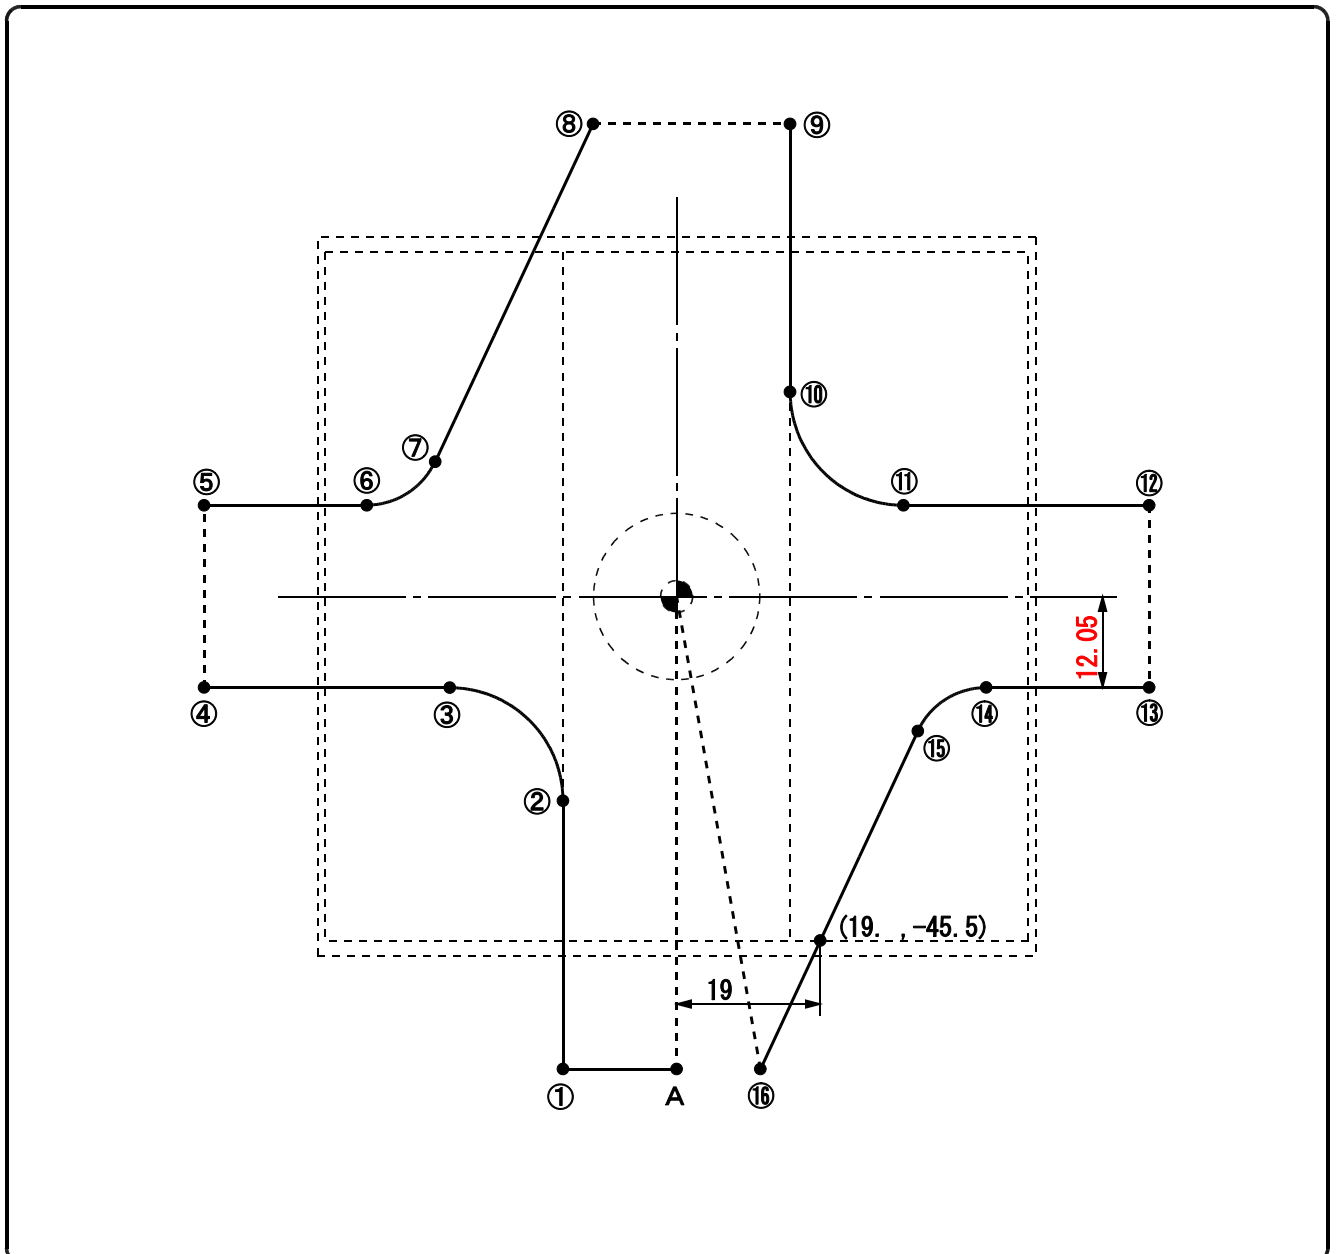 ⑧ ⑨
⑩
⑦
⑤ ⑥ ⑪ ⑫
12.05
④ ③ ⑭ ⑬
⑮
②
(19. ,-45.5)
19
① A ⑯